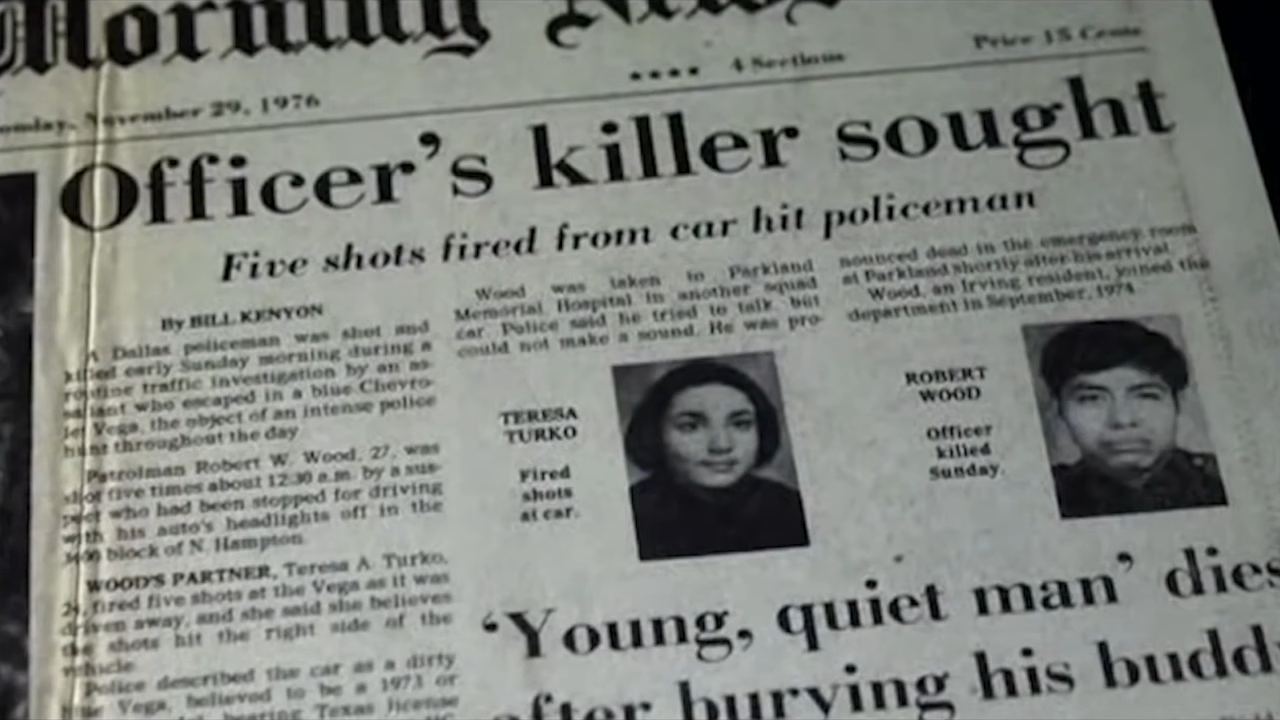 Morning News
November 29, 1976
★★★★ 4 Sections
Price 15 Cents
Officer's killer sought
Five shots fired from car hit policeman
By BILL KENYON
A Dallas policeman was shot and
killed early Sunday morning during a
routine traffic investigation by an as-
sailant who escaped in a blue Chevro-
let Vega, the object of an intense police
hunt throughout the day
Patrolman Robert W. Wood, 27, was
shot five times about 12:30 a.m. by a sus-
pect who had been stopped for driving
with his auto's headlights off in the
block of N. Hampton
WOOD'S PARTNER, Teresa A. Turko,
fired five shots at the Vega as it was
driven away, and she said she believes
the shots hit the right side of the
vehicle
Police described the car as a dirty
blue Vega, believed to be a 1973 or
bearing Texas license
Wood was taken to Parkland
Memorial Hospital in another squad
car. Police said he tried to talk but
could not make a sound. He was pro-
nounced dead in the emergency room
at Parkland shortly after his arrival
Wood, an Irving resident, joined the
department in September, 1974
TERESA
TURKO
Fired
shots
at car.
ROBERT
WOOD
Officer
killed
Sunday.
'Young, quiet man' dies
after burying his buddy